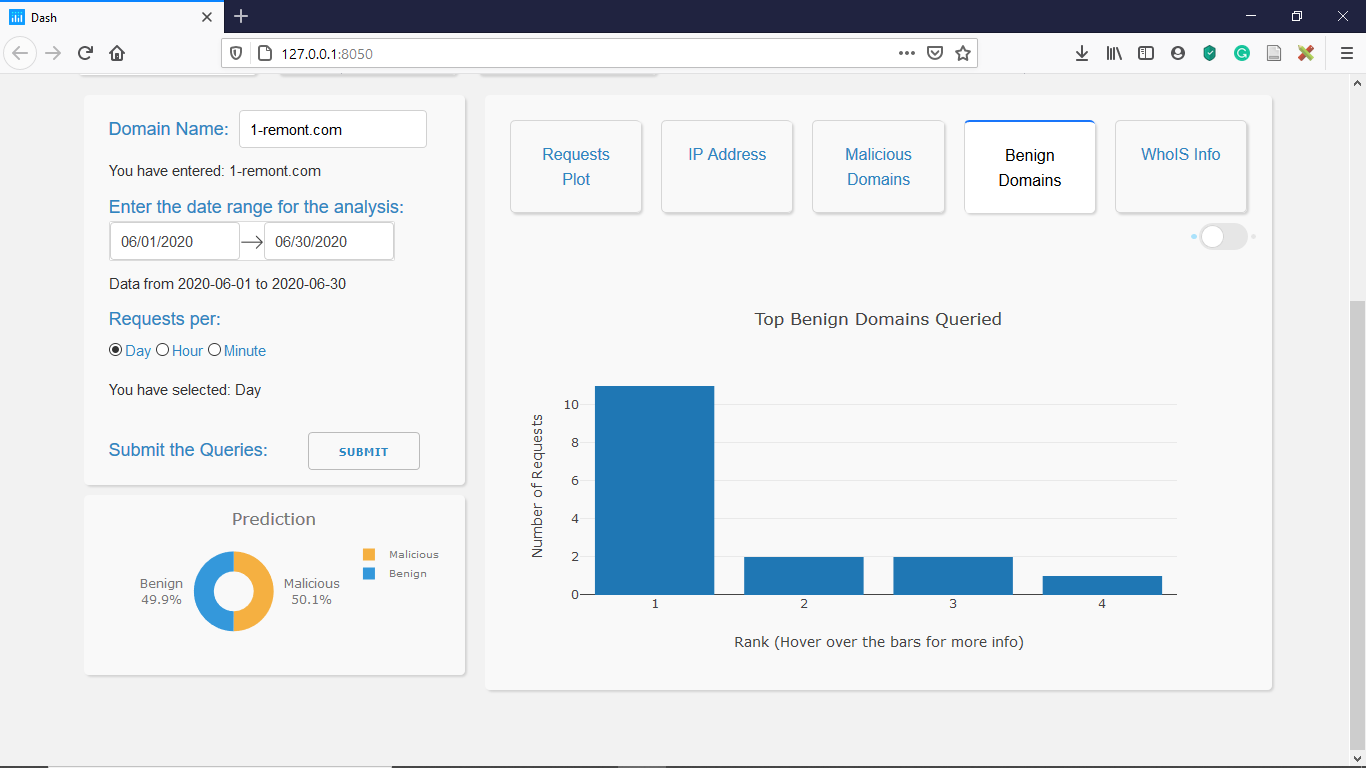 Dash
127.0.0.1:8050
Domain Name: 1-remont.com
You have entered: 1-remont.com
Enter the date range for the analysis:
06/01/2020 06/30/2020
Data from 2020-06-01 to 2020-06-30
Requests per:
Day Hour Minute
You have selected: Day
Submit the Queries: SUBMIT
Prediction
Malicious
Benign
Benign
49.9%
Malicious
50.1%
Requests
Plot
IP Address
Malicious
Domains
Benign
Domains
WhoIS Info
Top Benign Domains Queried
Number of Requests
10
8
6
4
2
0
1 2 3 4
Rank (Hover over the bars for more info)